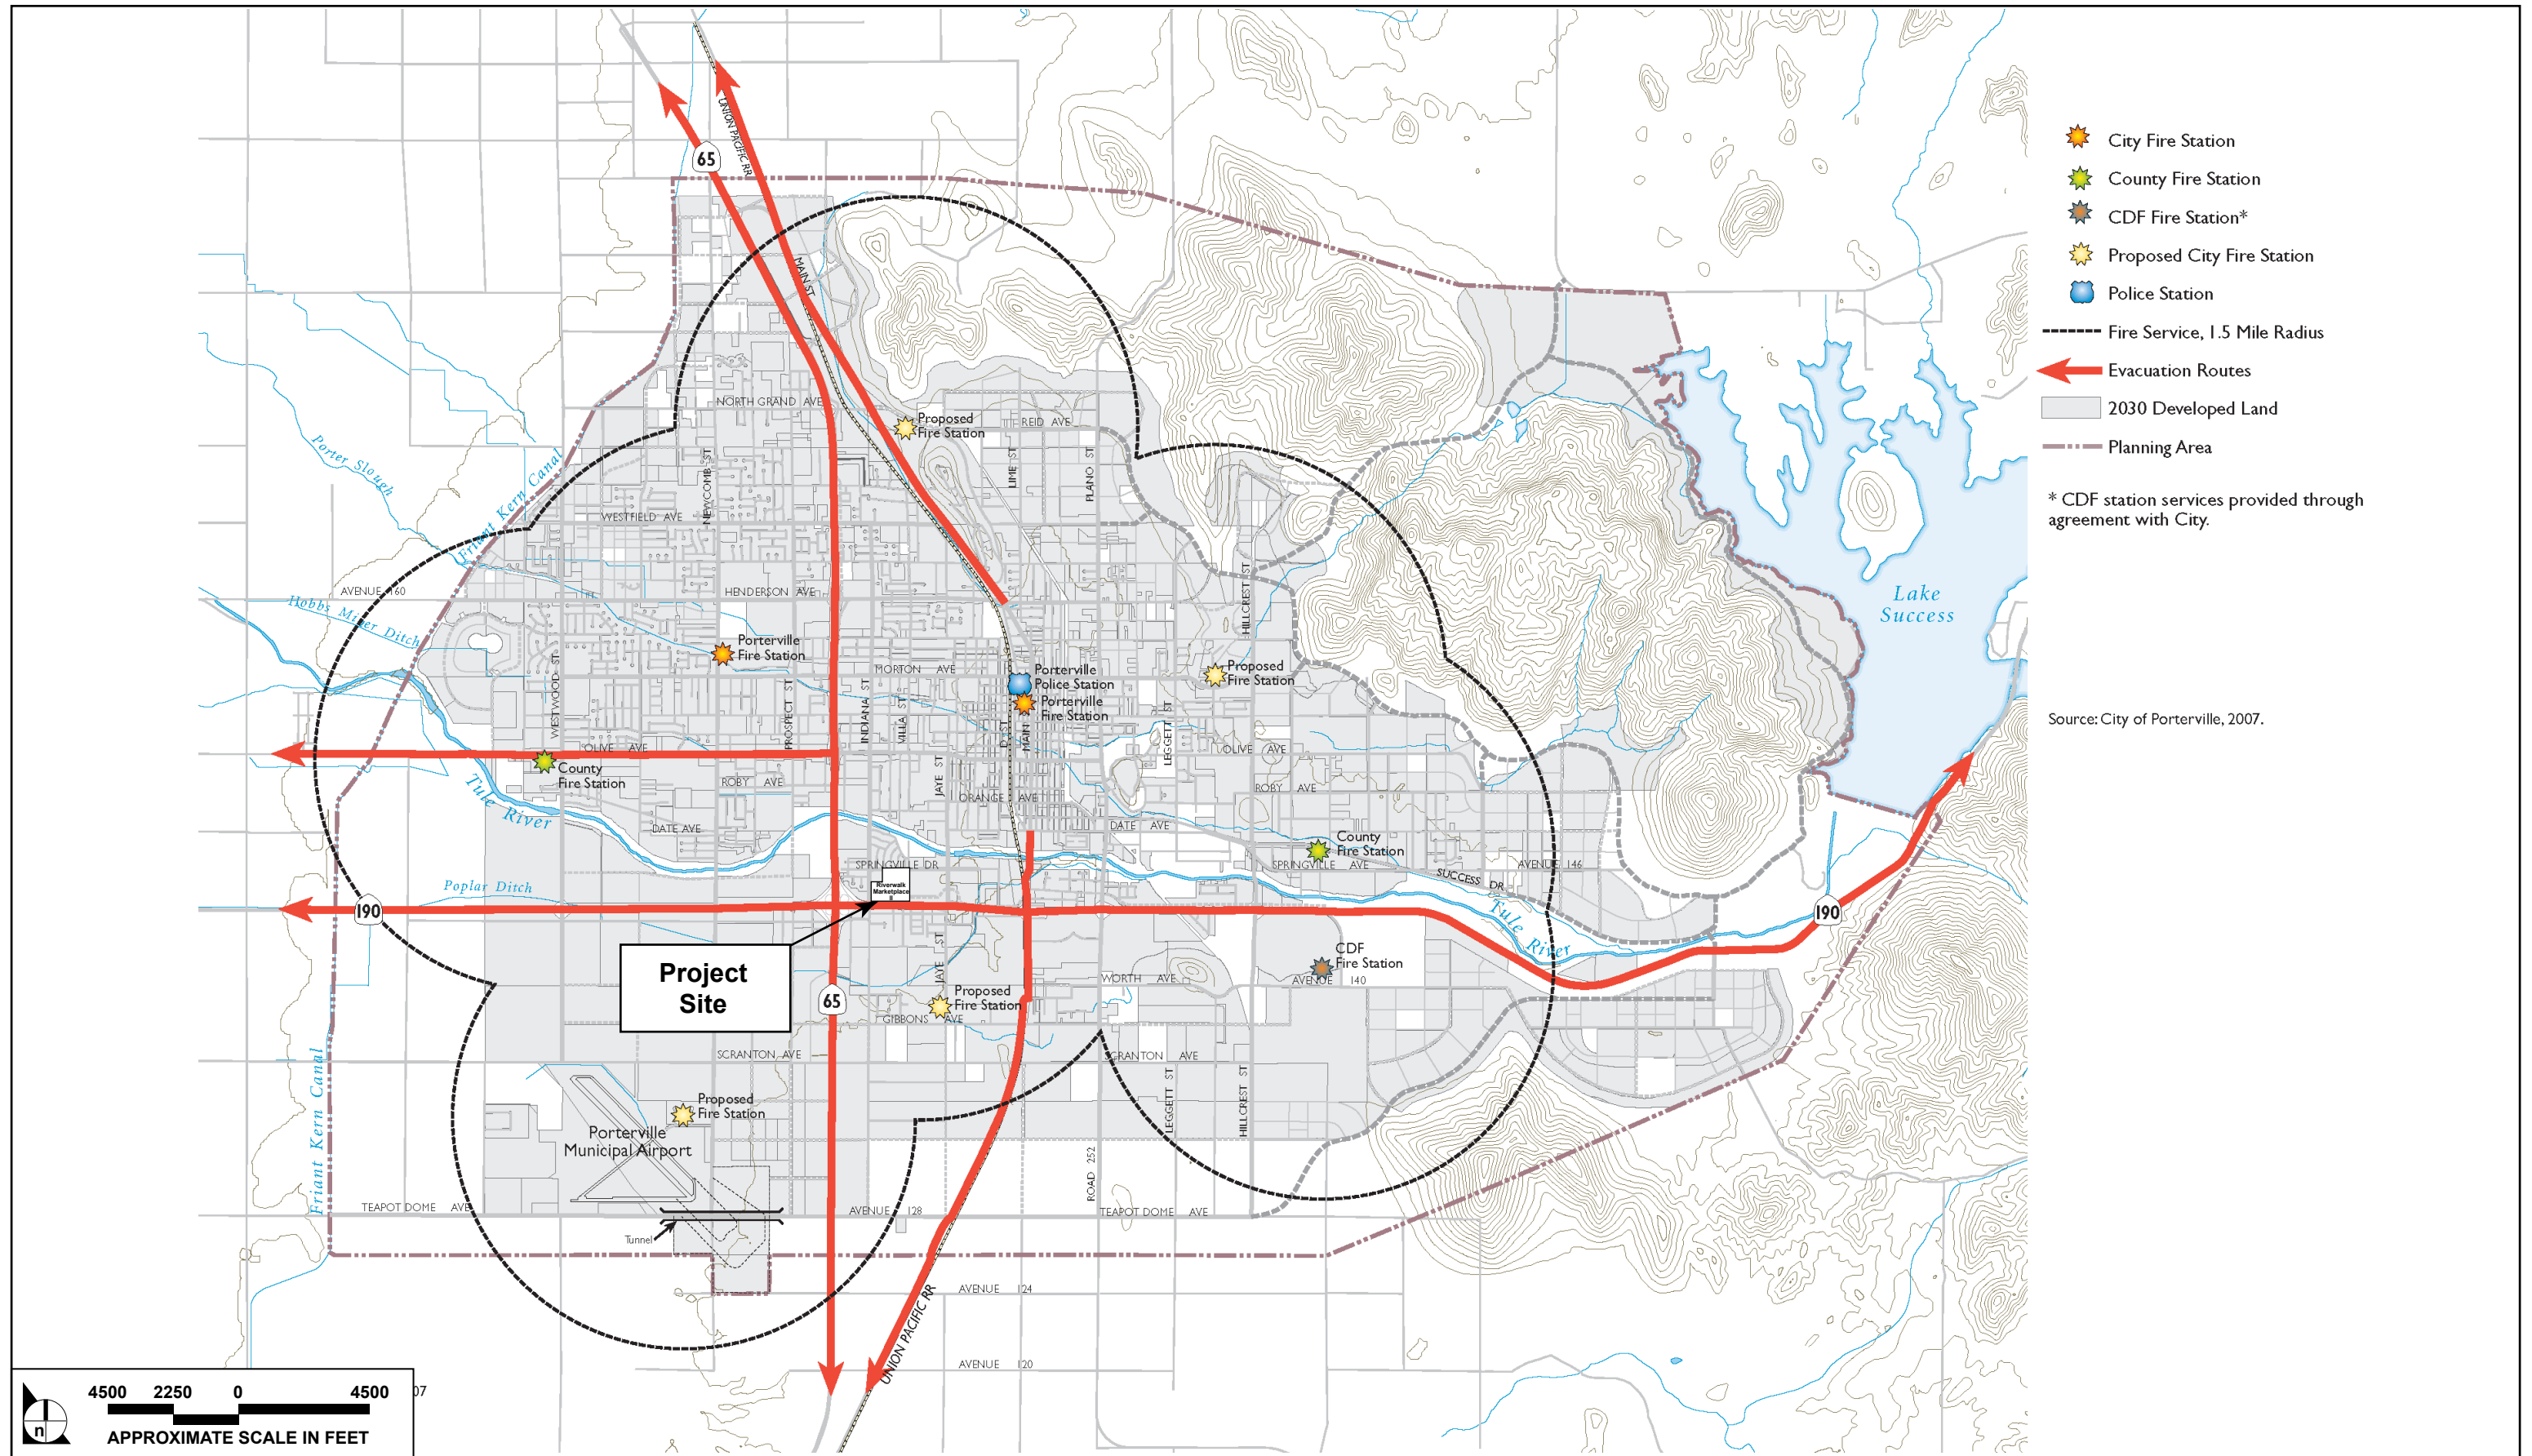 65
UNION PACIFIC RR
MAIN ST
NORTH GRAND AVE
Proposed
Fire Station
REID AVE
Porter Slough
Friant Kern Canal
NEWCOMB ST
LIME ST
PLANO ST
WESTFIELD AVE
AVENUE 160
HENDERSON AVE
HILLCREST ST
Hobbs Miner Ditch
Porterville
Fire Station
MORTON AVE
Porterville
Police Station
Porterville
Fire Station
Proposed
Fire Station
WESTWOOD ST
PROSPECT ST
INDIANA ST
VILLA ST
D ST
MAIN
LEGGETT ST
OLIVE AVE
OLIVE AVE
County
Fire Station
ROBY AVE
JAYE ST
ORANGE AVE
ROBY AVE
Tule River
DATE AVE
DATE AVE
County
Fire Station
SPRINGVILLE DR
SPRINGVILLE AVE
AVENUE 146
SUCCESS DR
Riverwalk
Marketplace
II
Poplar Ditch
190
190
Tule River
Lake
Success
Project
Site
JAYE ST
CDF
Fire Station
WORTH AVE
AVENUE 140
65
Proposed
Fire Station
GIBBONS AVE
SCRANTON AVE
SCRANTON AVE
Friant Kern Canal
Proposed
Fire Station
Porterville
Municipal Airport
LEGGETT ST
HILLCREST ST
ROAD 252
TEAPOT DOME AVE
AVENUE 128
TEAPOT DOME AVE
Tunnel
AVENUE 124
UNION PACIFIC RR
AVENUE 120
City Fire Station
County Fire Station
CDF Fire Station*
Proposed City Fire Station
Police Station
Fire Service, 1.5 Mile Radius
Evacuation Routes
2030 Developed Land
Planning Area
* CDF station services provided through
agreement with City.
Source: City of Porterville, 2007.
n
4500 2250 0 4500
APPROXIMATE SCALE IN FEET
07